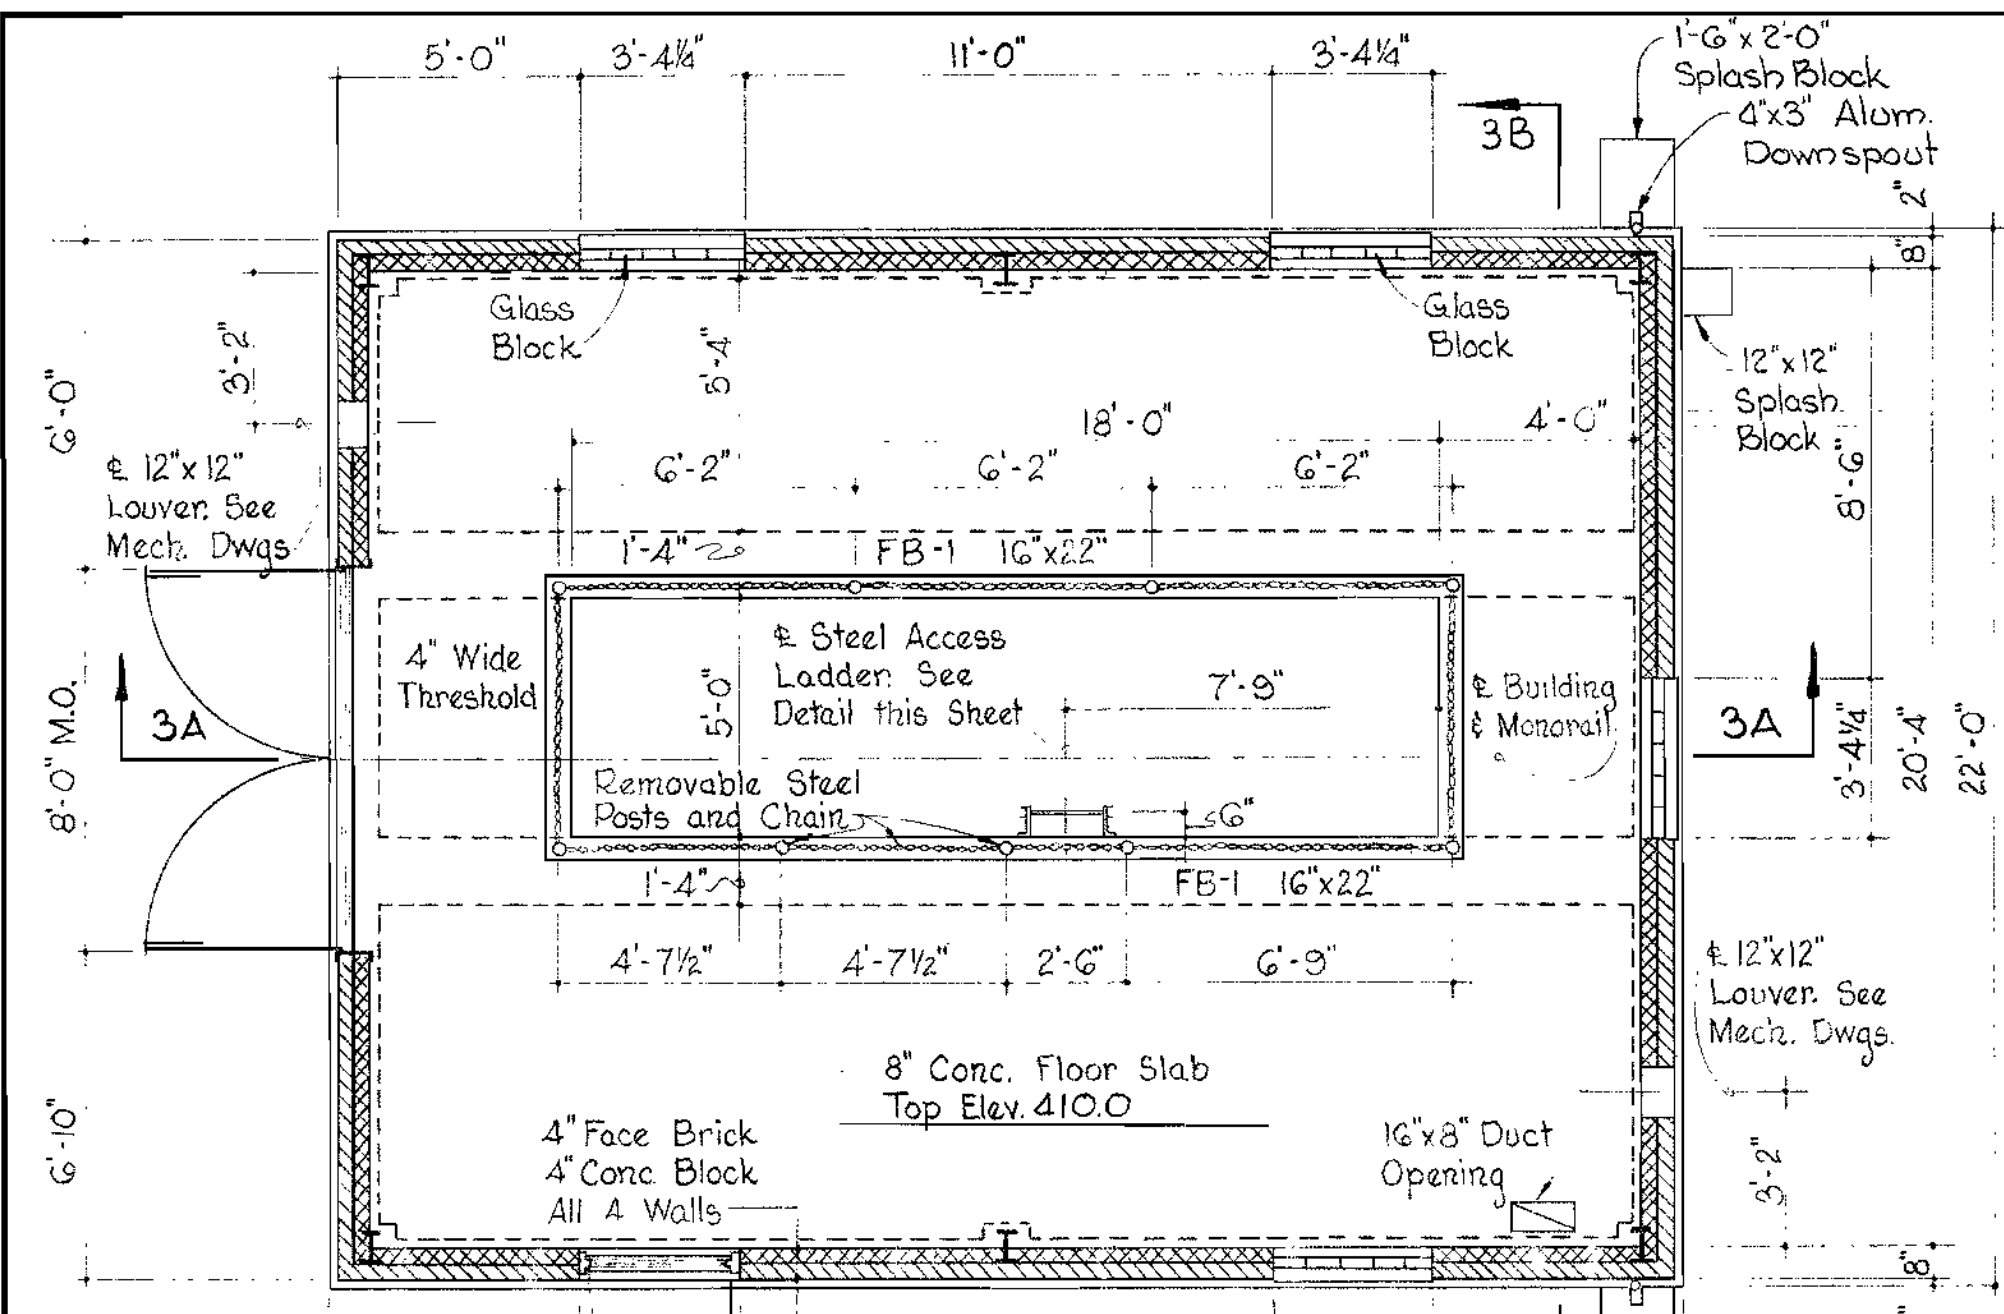 5'-0" 3'-4¼" 11'-0" 3'-4¼"
1'-6" x 2'-0"
Splash Block
4"x3" Alum.
Downspout
3B
2"
8"
Glass
Block
Glass
Block
12"x12"
Splash
Block
3'-2"
6'-0"
5'-4"
18'-0"
4'-0"
6'-2" 6'-2" 6'-2"
8'-6"
℄ 12"x12"
Louver. See
Mech. Dwgs.
1'-4"
FB-1 16"x22"
4" Wide
Threshold
℄ Steel Access
Ladder. See
Detail this Sheet
5'-0"
7'-9"
℄ Building
& Monorail
3A
3A
8'-0" M.O.
3'-4¼"
20'-4"
22'-0"
Removable Steel
Posts and Chain
6"
1'-4"
FB-1 16"x22"
4'-7½" 4'-7½" 2'-6" 6'-9"
℄ 12"x12"
Louver. See
Mech. Dwgs.
8" Conc. Floor Slab
Top Elev. 410.0
6'-10"
4" Face Brick
4" Conc. Block
All 4 Walls
16"x8" Duct
Opening
3'-2"
8"